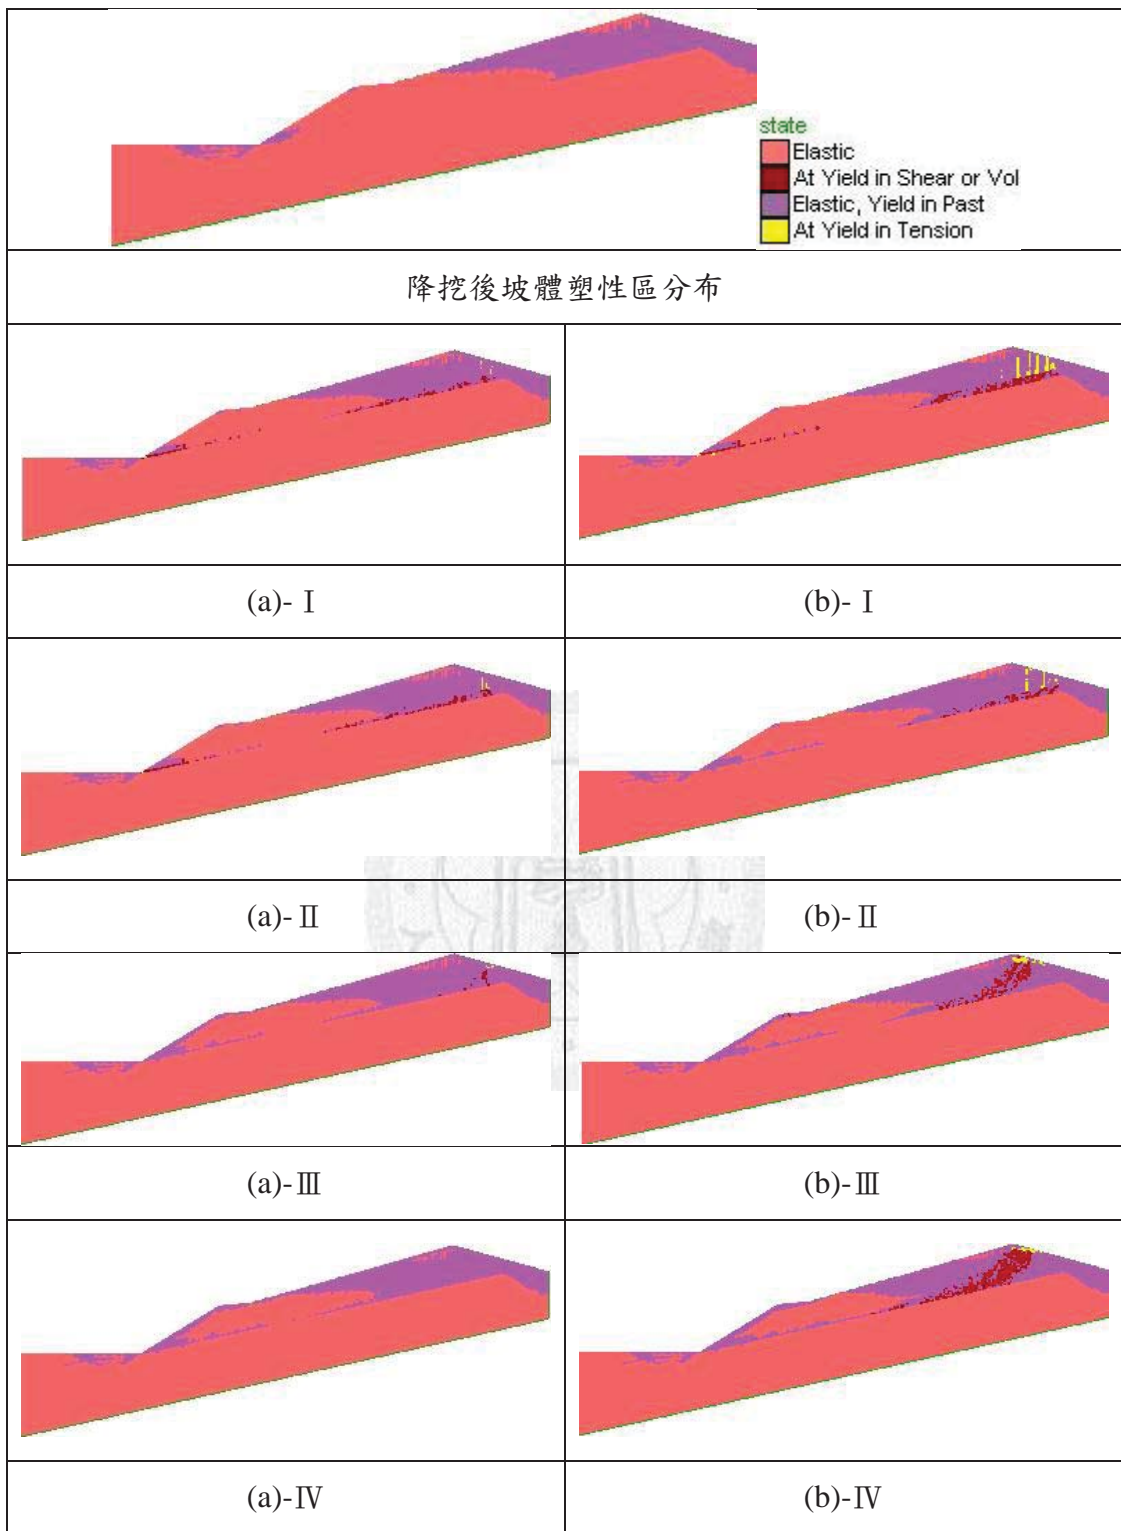 state
Elastic
At Yield in Shear or Vol
Elastic, Yield in Past
At Yield in Tension
降挖後坡體塑性區分布
(a)-Ⅰ
(b)-Ⅰ
(a)-Ⅱ
(b)-Ⅱ
(a)-Ⅲ
(b)-Ⅲ
(a)-Ⅳ
(b)-Ⅳ